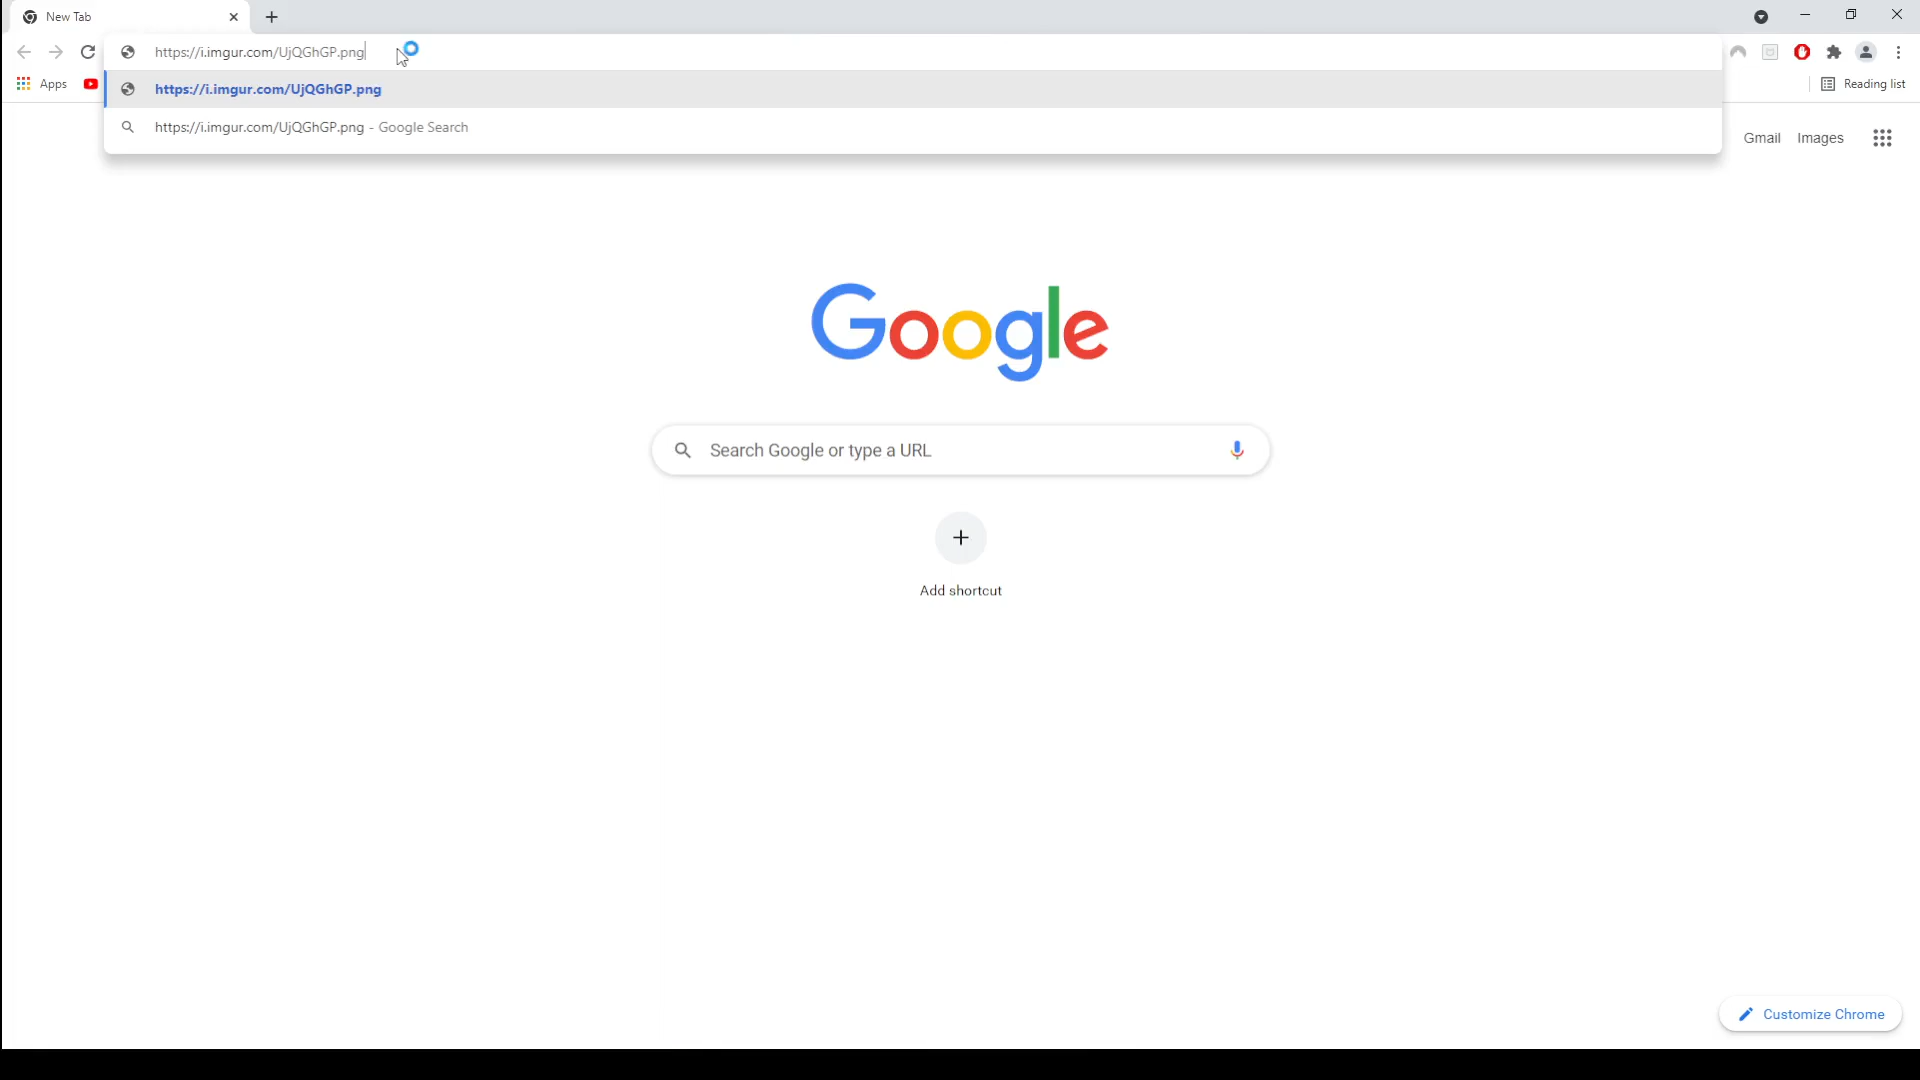 New Tab
https://i.imgur.com/UjQGhGP.png
Apps
https://i.imgur.com/UjQGhGP.png
Reading list
https://i.imgur.com/UjQGhGP.png - Google Search
Gmail Images
Google
Search Google or type a URL
Add shortcut
Customize Chrome